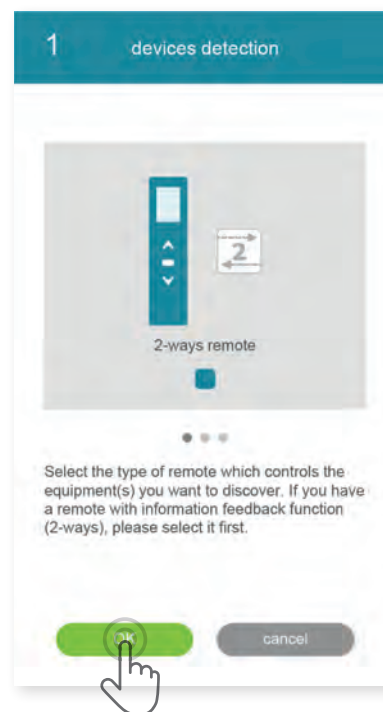 1 devices detection
2
2-ways remote
Select the type of remote which controls the
equipment(s) you want to discover. If you have
a remote with information feedback function
(2-ways), please select it first.
OK cancel